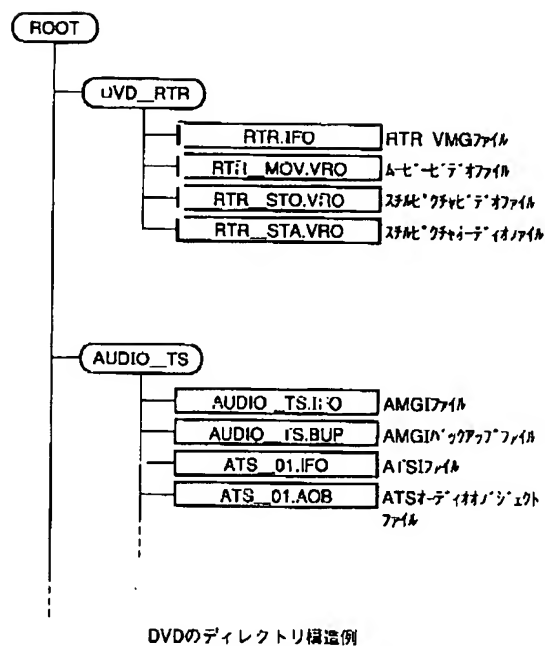 ROOT
DVD_RTR
RTR.IFO RTR VMGファイル
RTR_MOV.VRO ムービービデオファイル
RTR_STO.VRO スチルピクチャビデオファイル
RTR_STA.VRO スチルピクチャオーディオファイル
AUDIO_TS
AUDIO_TS.IFO AMGIファイル
AUDIO_TS.BUP AMGIバックアップファイル
ATS_01.IFO ATSIファイル
ATS_01.AOB ATSオーディオオブジェクト
ファイル
DVDのディレクトリ構造例